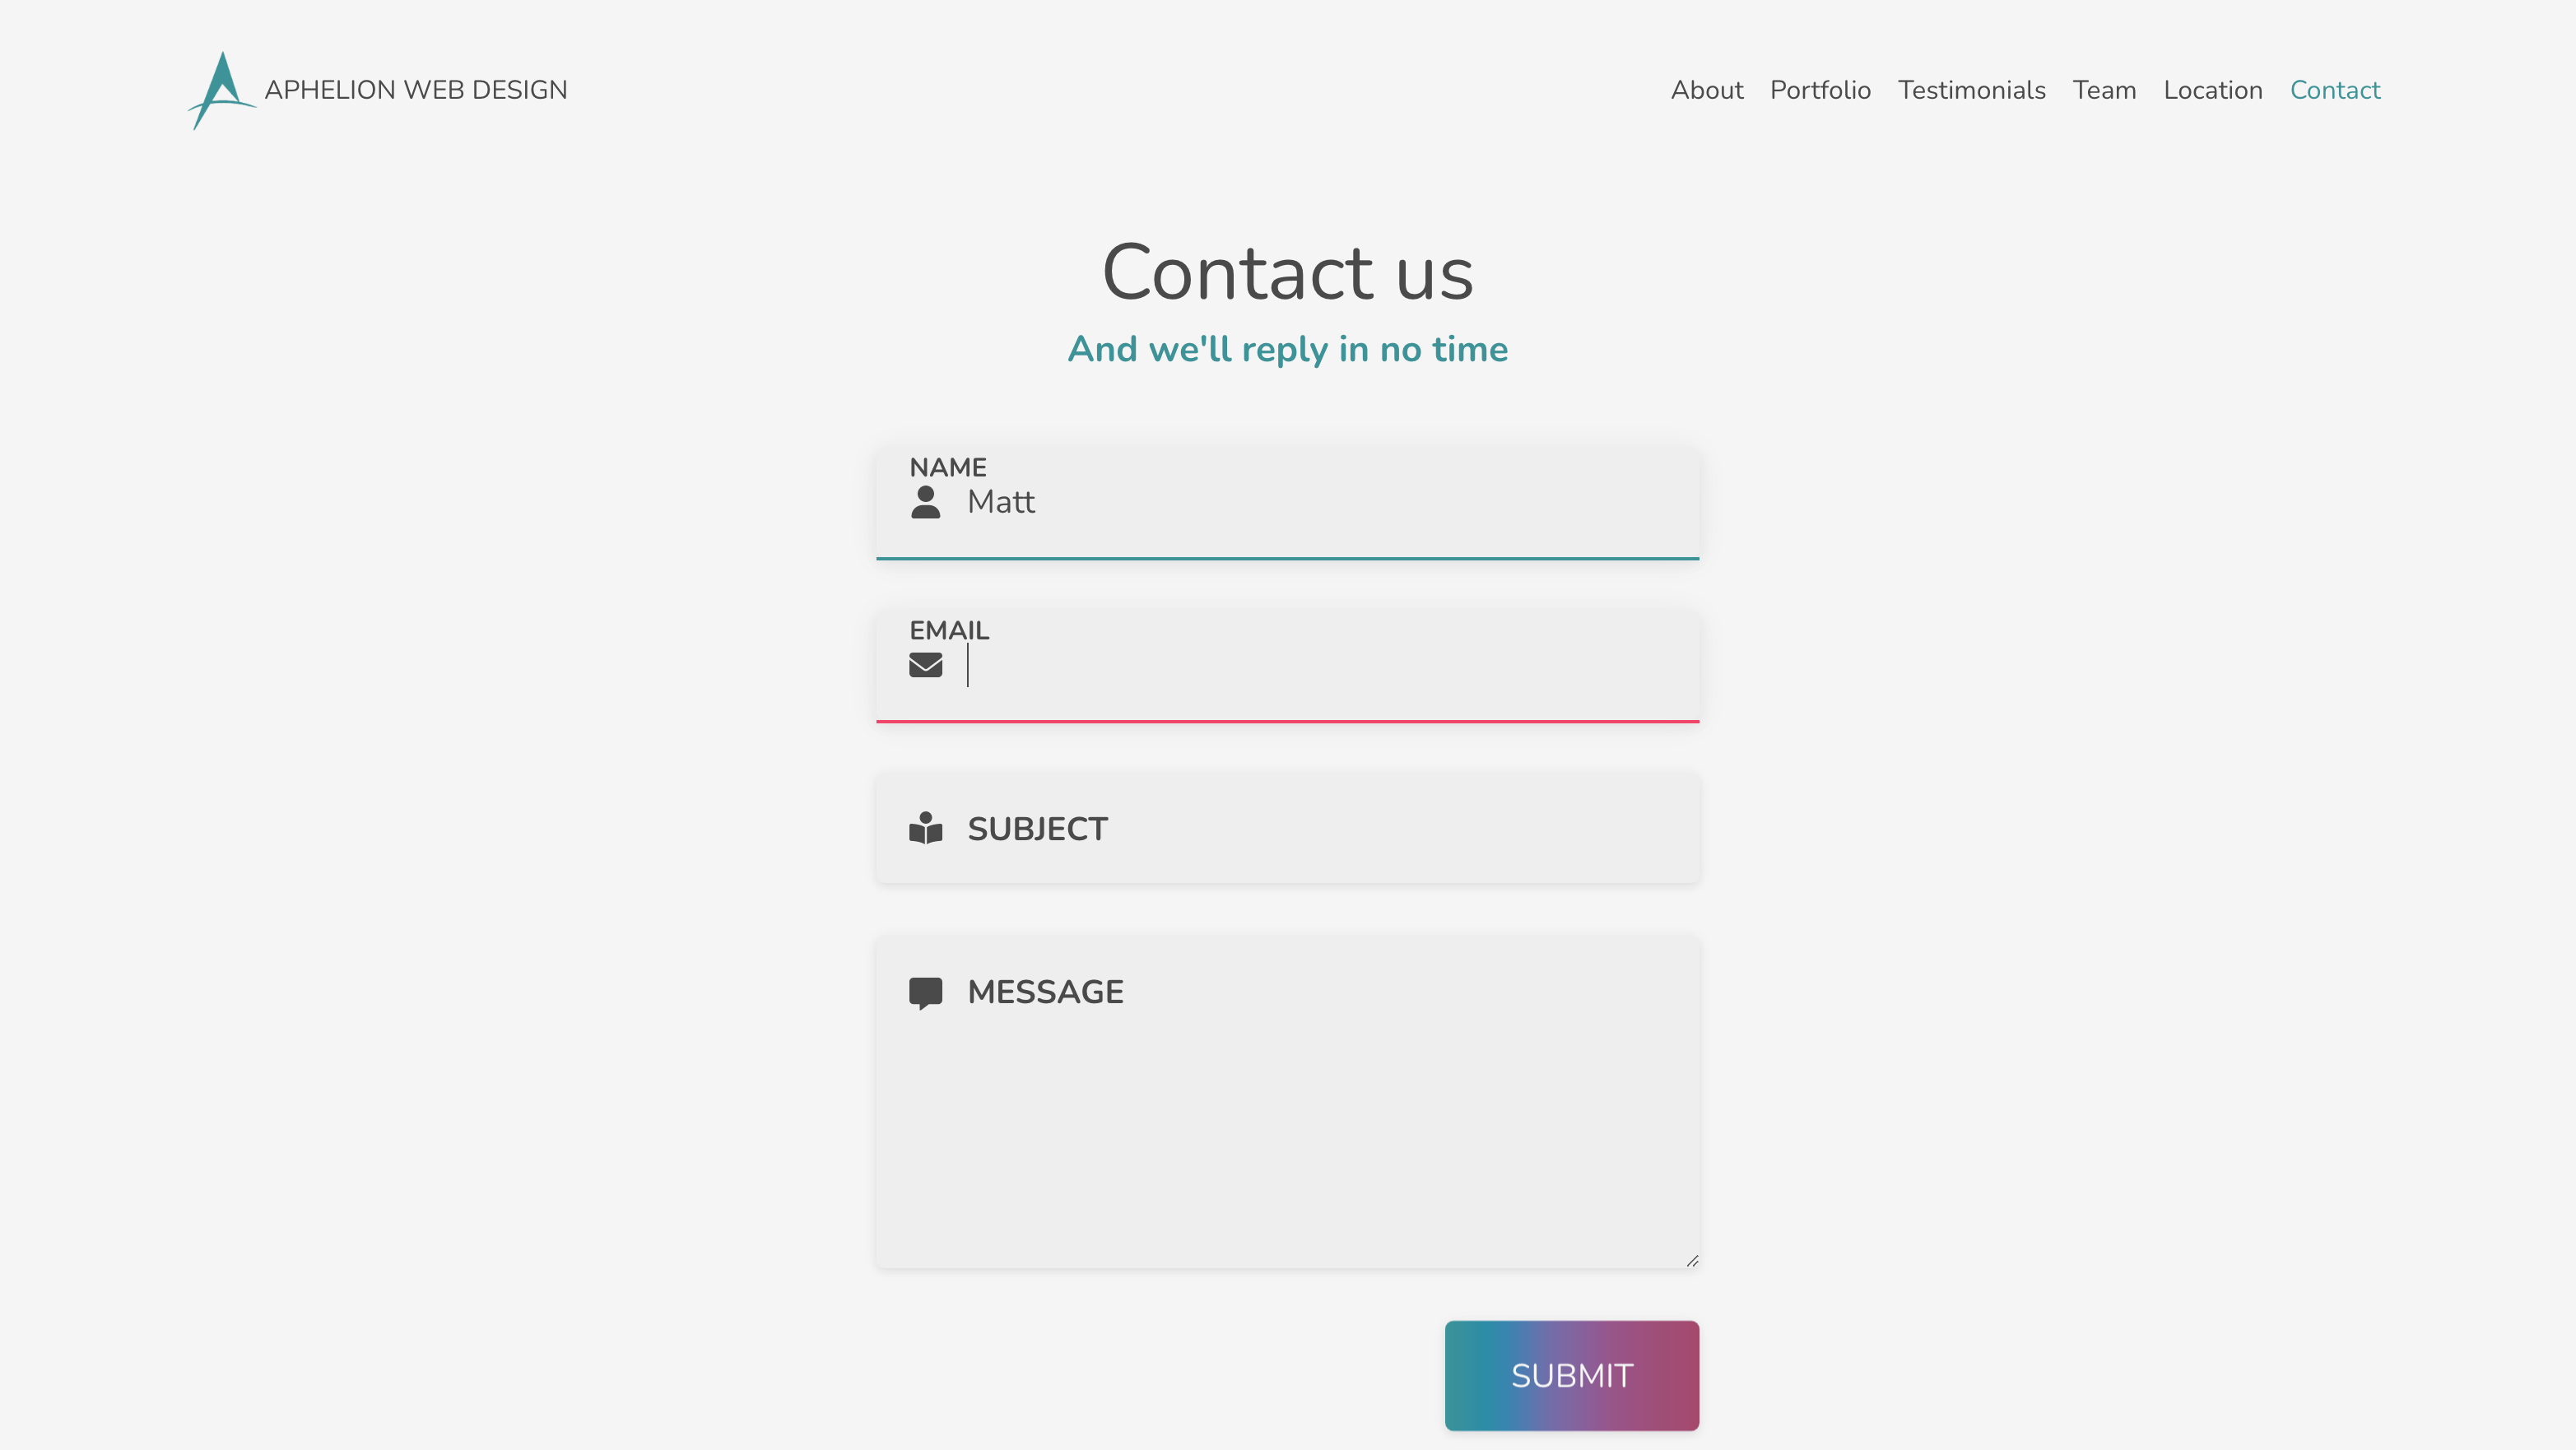 APHELION WEB DESIGN
About Portfolio Testimonials Team Location Contact
Contact us
And we'll reply in no time
NAME
Matt
EMAIL
SUBJECT
MESSAGE
SUBMIT